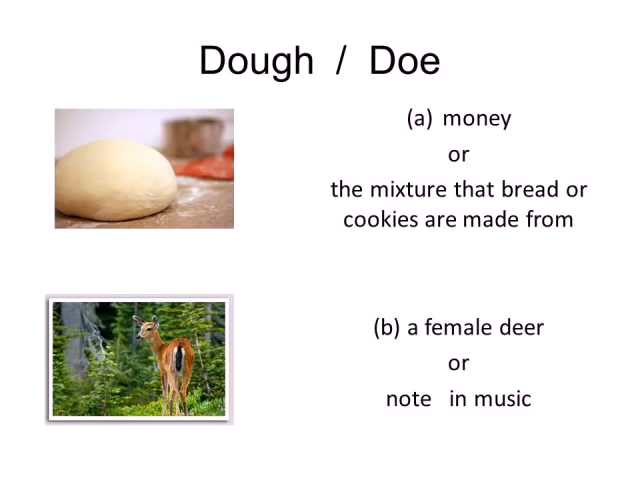 Dough / Doe
(a) money
or
the mixture that bread or
cookies are made from
(b) a female deer
or
note in music